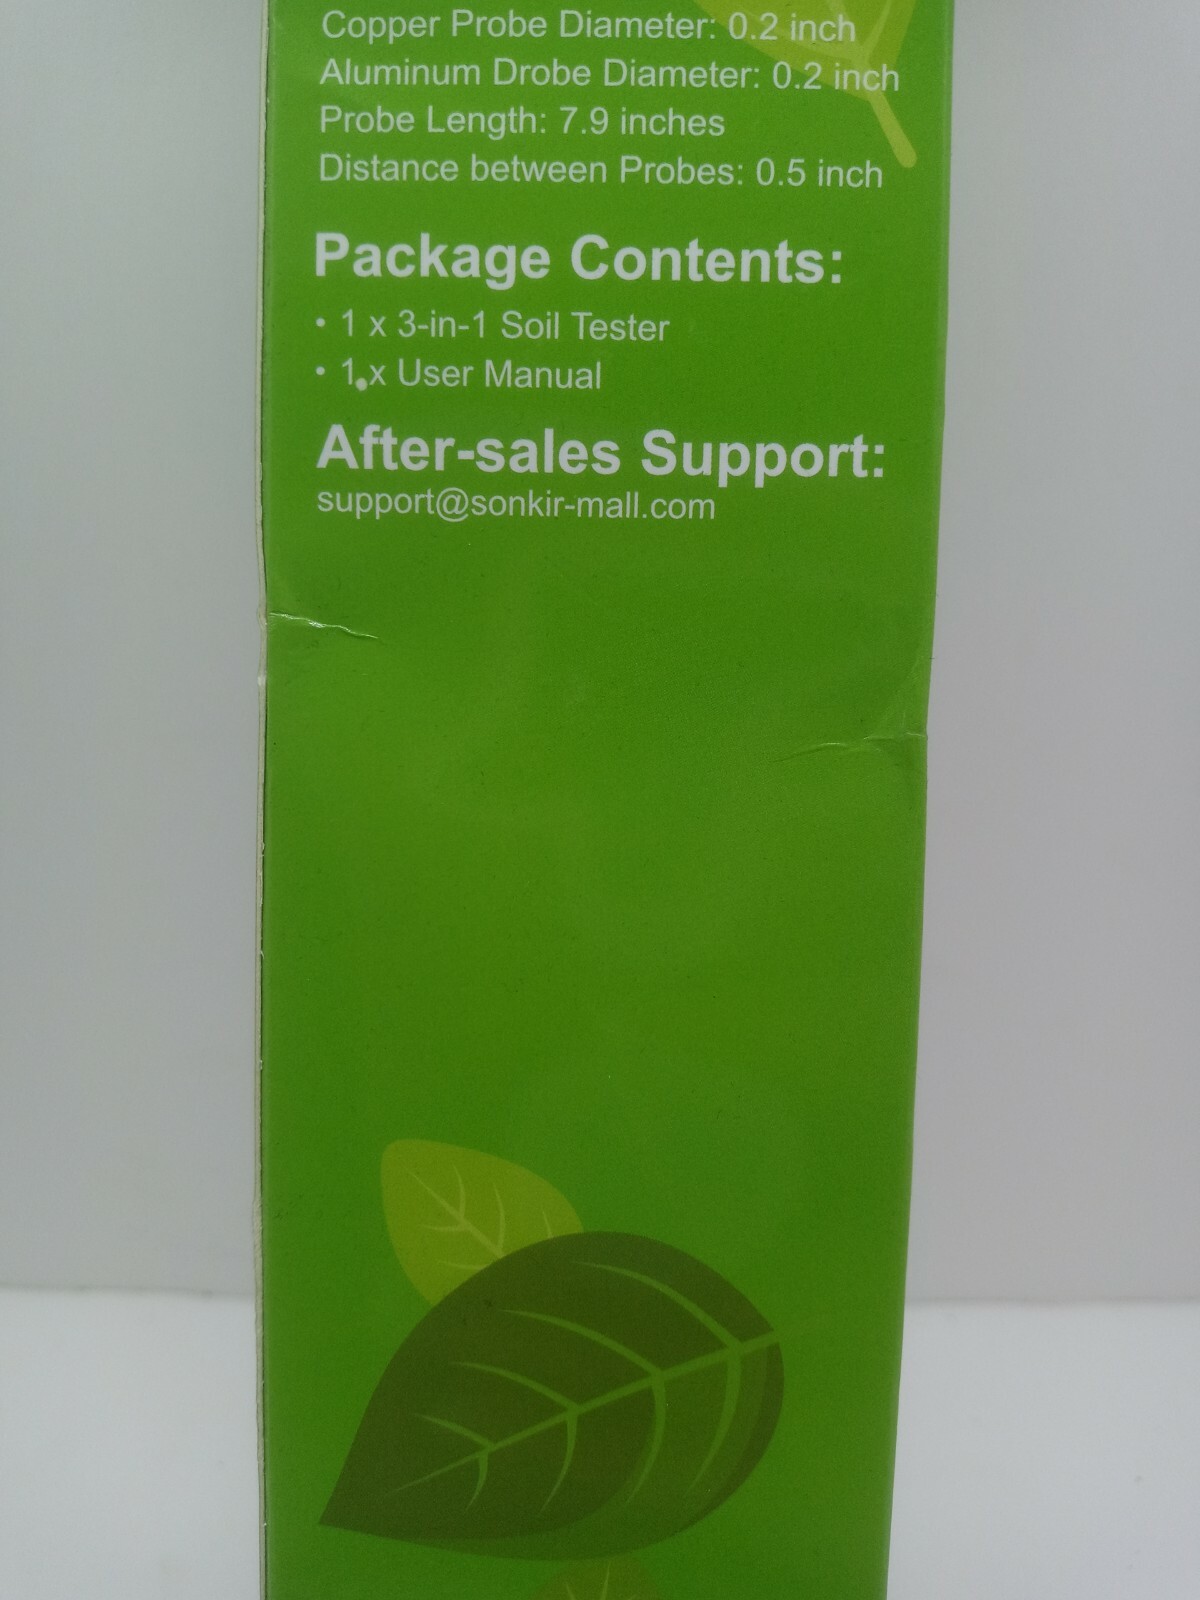 Copper Probe Diameter: 0.2 inch
Aluminum Drobe Diameter: 0.2 inch
Probe Length: 7.9 inches
Distance between Probes: 0.5 inch
Package Contents:
• 1 x 3-in-1 Soil Tester
• 1 x User Manual
After-sales Support:
support@sonkir-mall.com